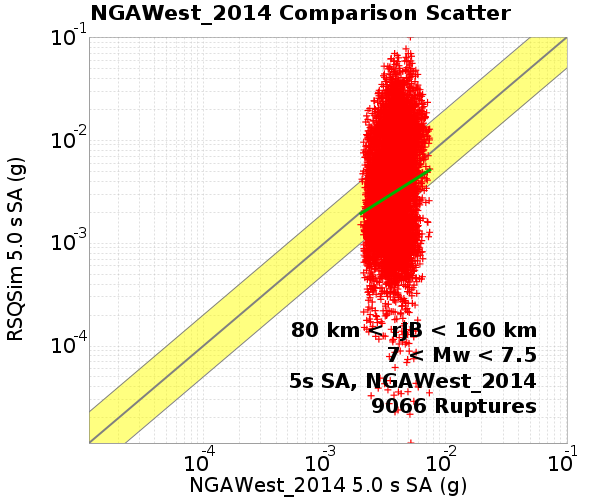 NGAWest_2014 Comparison Scatter
10-1
10-2
10-3
10-4
RSQSim 5.0 s SA (g)
80 km < rJB < 160 km
7 < Mw < 7.5
5s SA, NGAWest_2014
9066 Ruptures
10-4 10-3 10-2 10-1
NGAWest_2014 5.0 s SA (g)